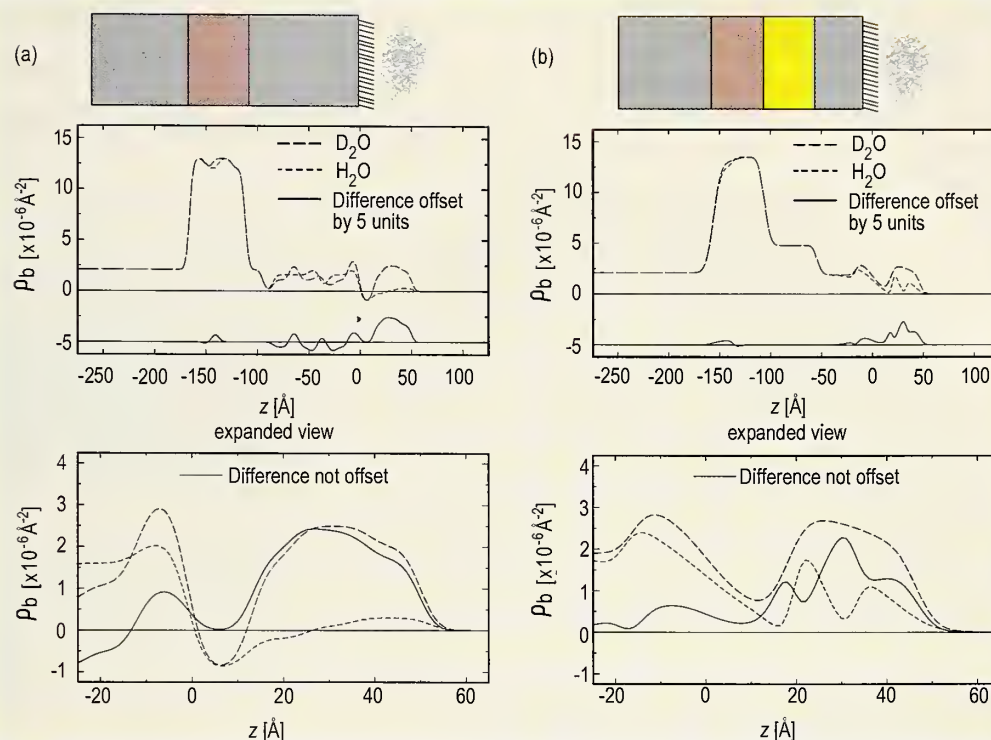 (a)
ρb [x10-6Å-2]
15
10
5
0
-5
D2O
H2O
Difference offset
by 5 units
-250 -200 -150 -100 -50 0 50 100
z [Å]
expanded view
ρb [x10-6Å-2]
4
3
2
1
0
-1
Difference not offset
-20 0 20 40 60
z [Å]
(b)
ρb [x10-6Å-2]
15
10
5
0
-5
D2O
H2O
Difference offset
by 5 units
-250 -200 -150 -100 -50 0 50 100
z [Å]
expanded view
ρb [x10-6Å-2]
4
3
2
1
0
-1
Difference not offset
-20 0 20 40 60
z [Å]